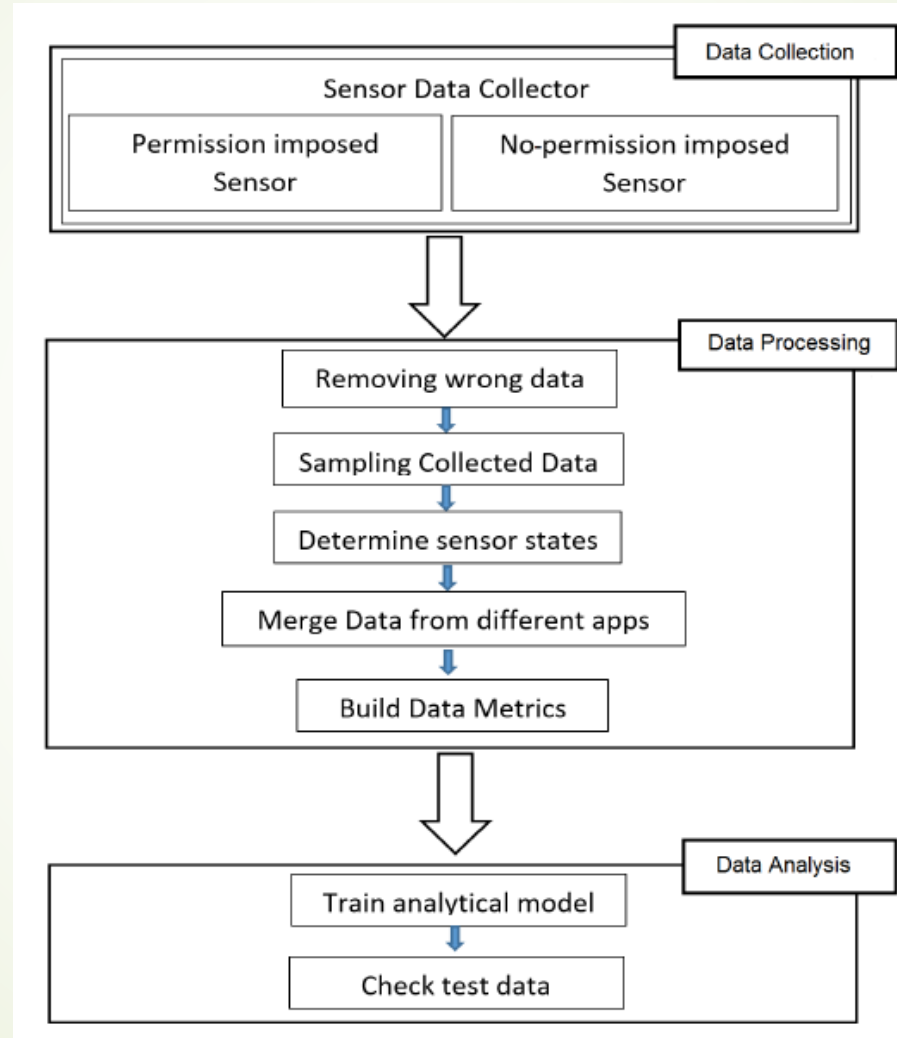 Data Collection
Sensor Data Collector
Permission imposed
Sensor
No-permission imposed
Sensor
Data Processing
Removing wrong data
Sampling Collected Data
Determine sensor states
Merge Data from different apps
Build Data Metrics
Data Analysis
Train analytical model
Check test data